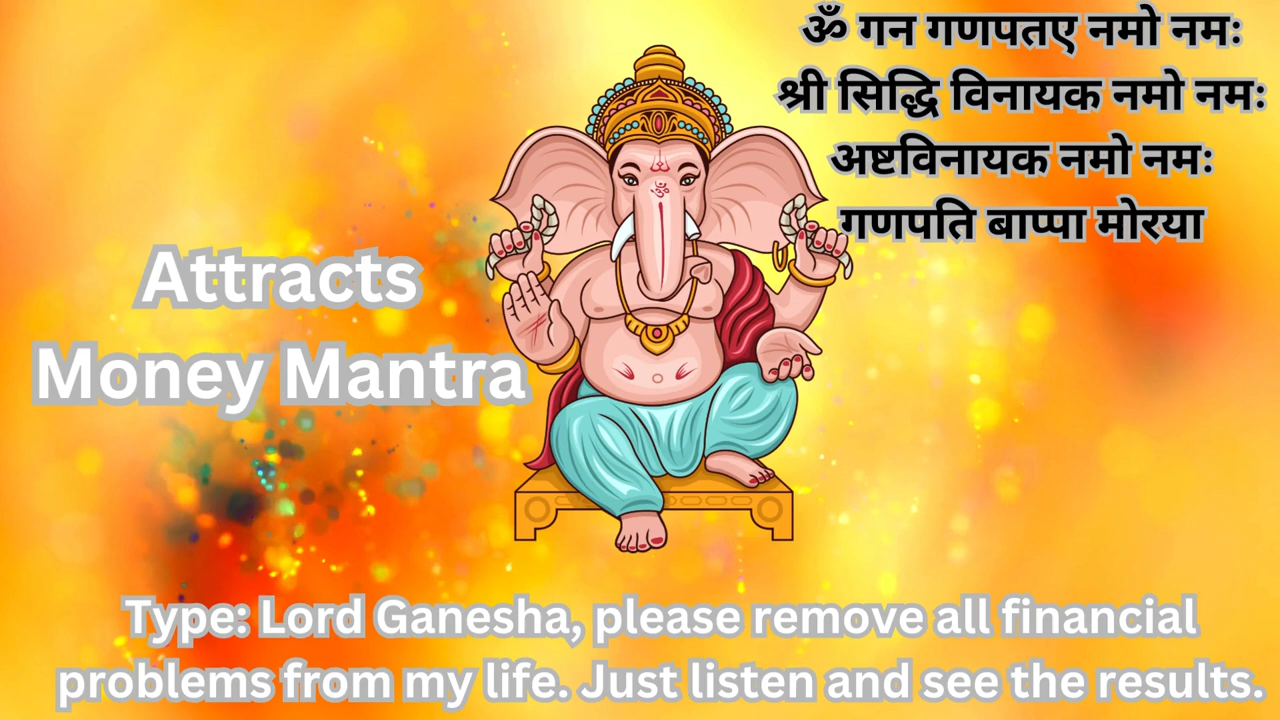 ॐ गन गणपतए नमो नमः
श्री सिद्धि विनायक नमो नमः
अष्टविनायक नमो नमः
गणपति बाप्पा मोरया
Attracts
Money Mantra
Type: Lord Ganesha, please remove all financial
problems from my life. Just listen and see the results.